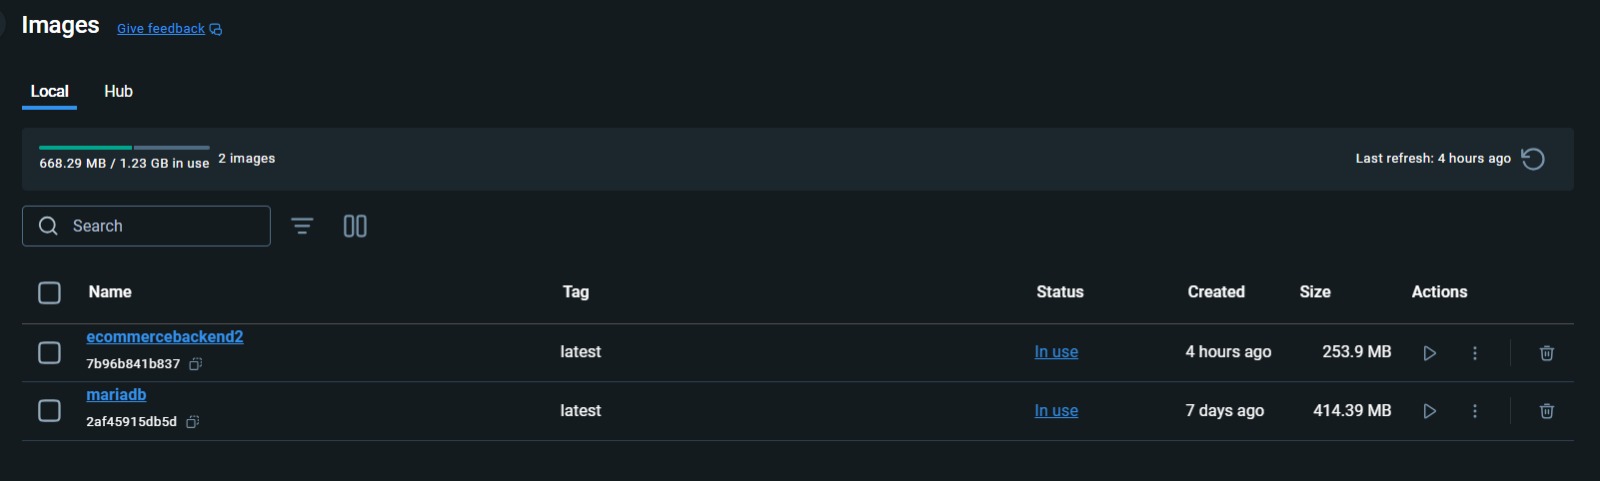 Images Give feedback
Local Hub
668.29 MB / 1.23 GB in use 2 images Last refresh: 4 hours ago
Search
Name Tag Status Created Size Actions
ecommercebackend2
7b96b841b837 latest In use 4 hours ago 253.9 MB
mariadb
2af45915db5d latest In use 7 days ago 414.39 MB